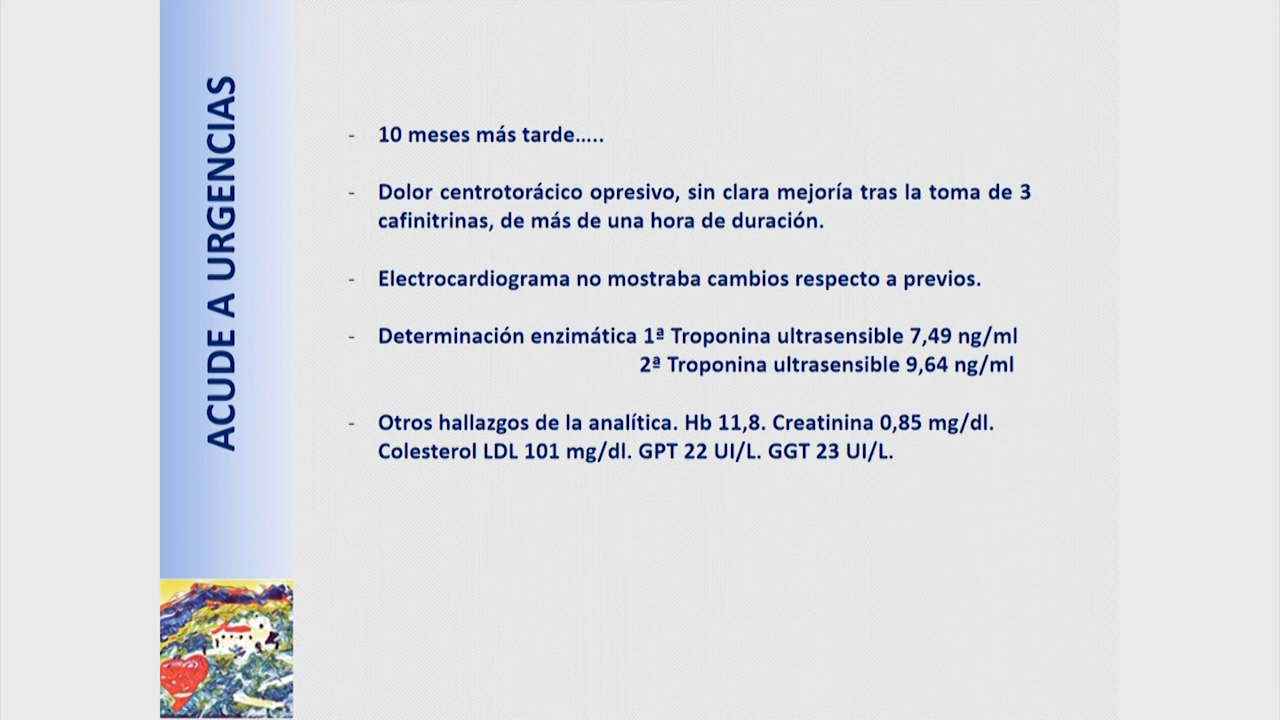 ACUDE A URGENCIAS
- 10 meses más tarde.....
- Dolor centrotorácico opresivo, sin clara mejoría tras la toma de 3
cafinitrinas, de más de una hora de duración.
- Electrocardiograma no mostraba cambios respecto a previos.
- Determinación enzimática 1ª Troponina ultrasensible 7,49 ng/ml
2ª Troponina ultrasensible 9,64 ng/ml
- Otros hallazgos de la analítica. Hb 11,8. Creatinina 0,85 mg/dl.
Colesterol LDL 101 mg/dl. GPT 22 UI/L. GGT 23 UI/L.